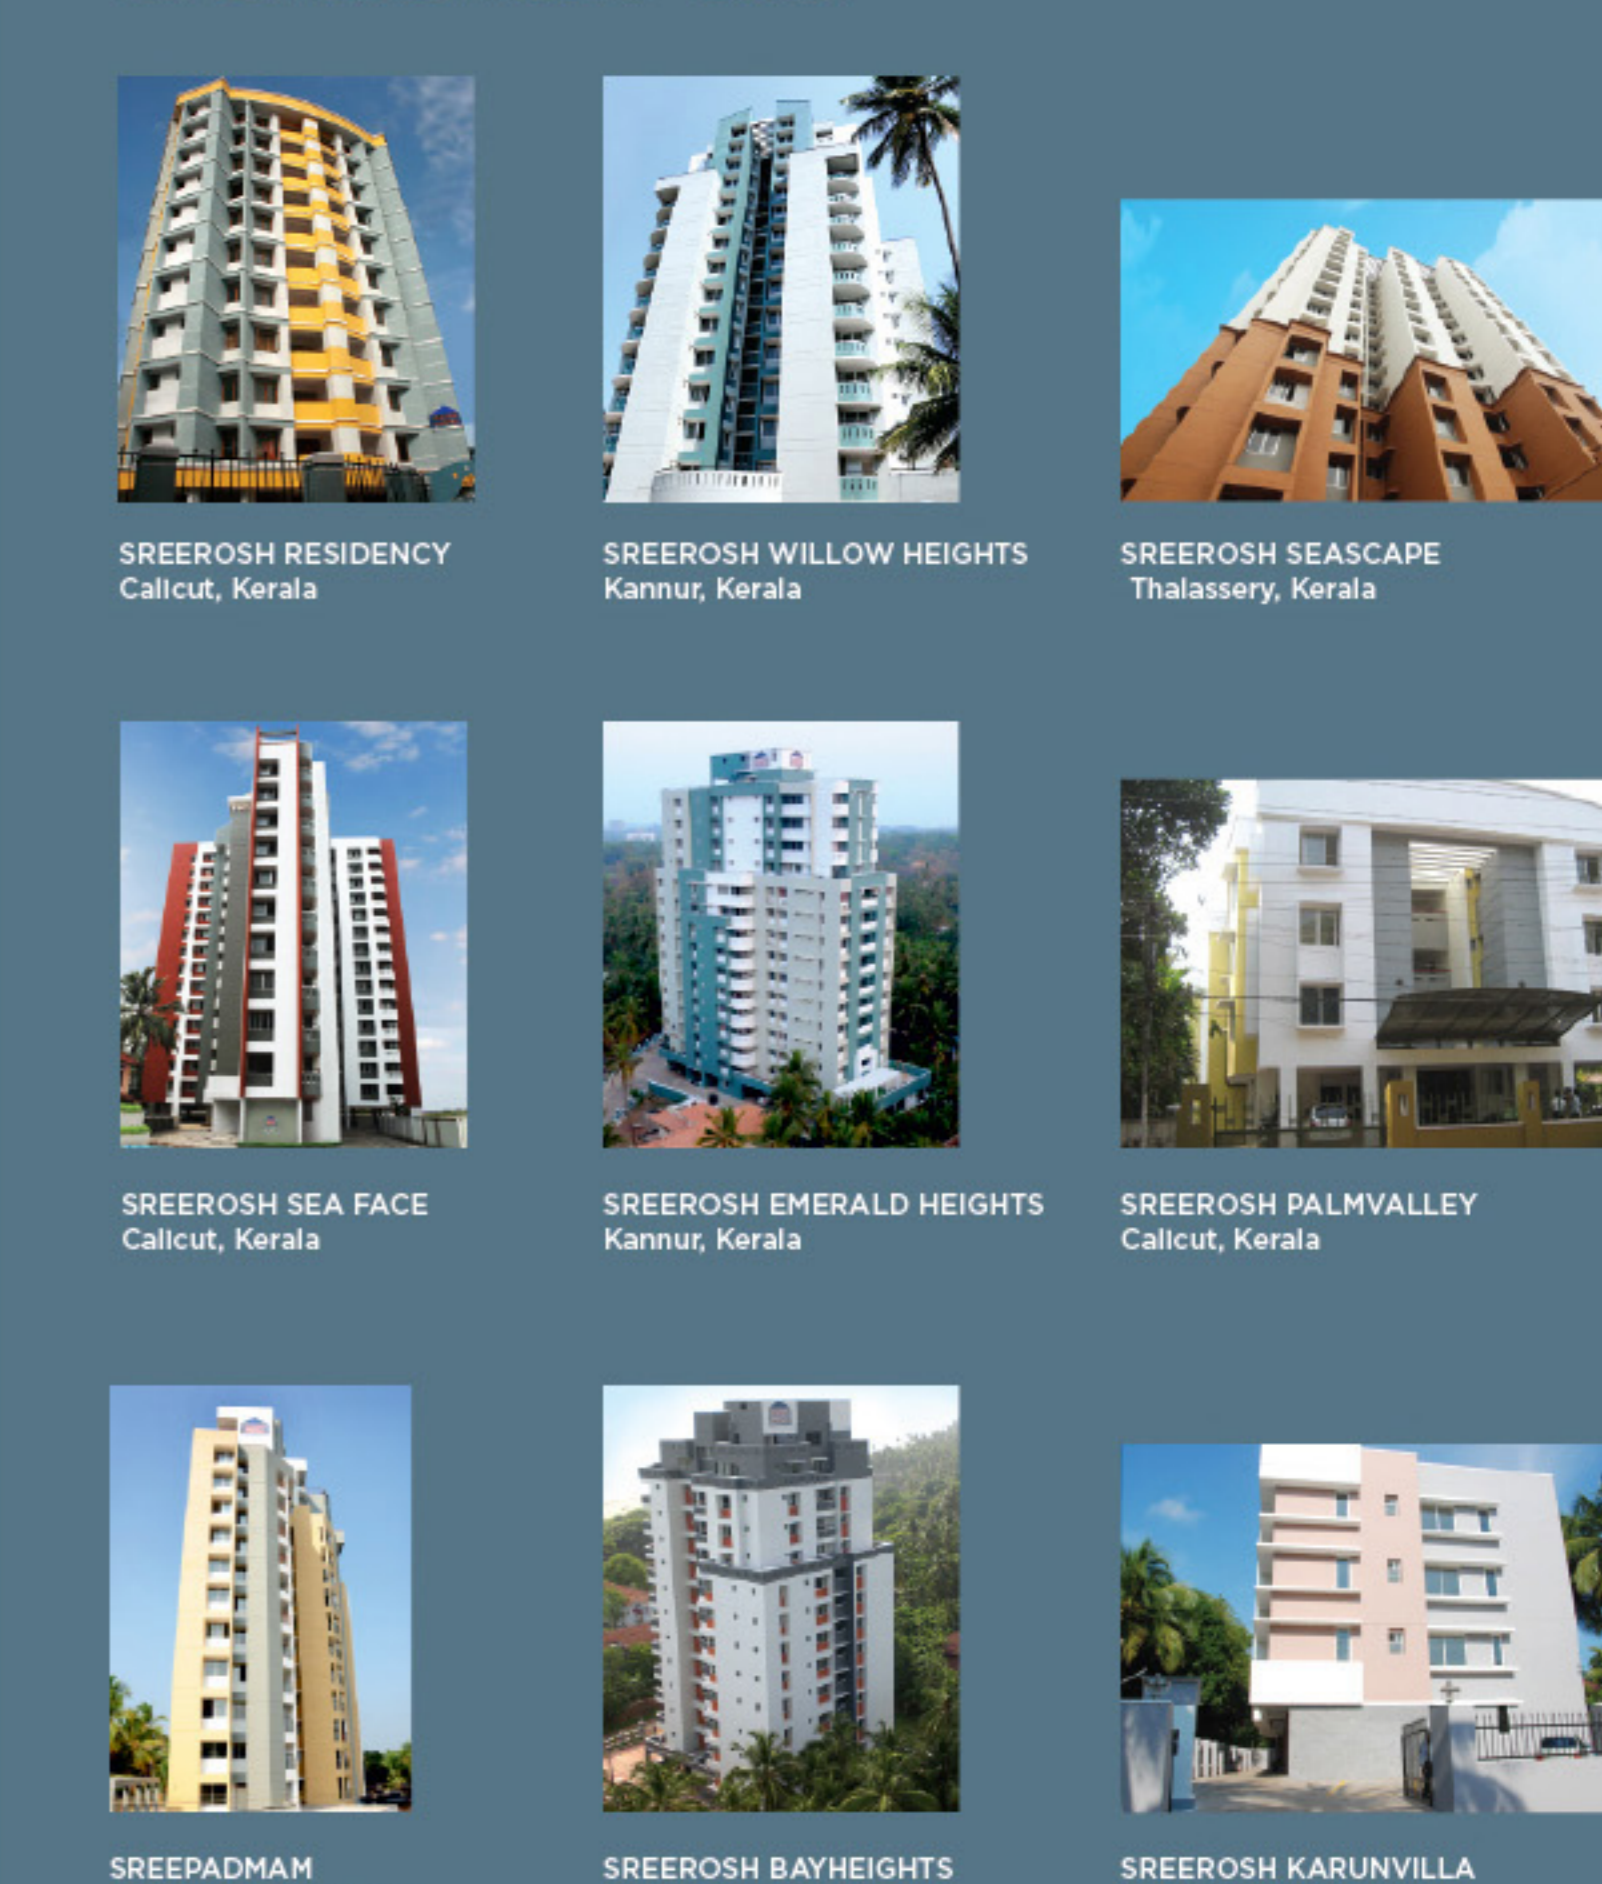 SREEROSH RESIDENCY
Calicut, Kerala
SREEROSH WILLOW HEIGHTS
Kannur, Kerala
SREEROSH SEASCAPE
Thalassery, Kerala
SREEROSH SEA FACE
Calicut, Kerala
SREEROSH EMERALD HEIGHTS
Kannur, Kerala
SREEROSH PALMVALLEY
Calicut, Kerala
SREEPADMAM
SREEROSH BAYHEIGHTS
SREEROSH KARUNVILLA